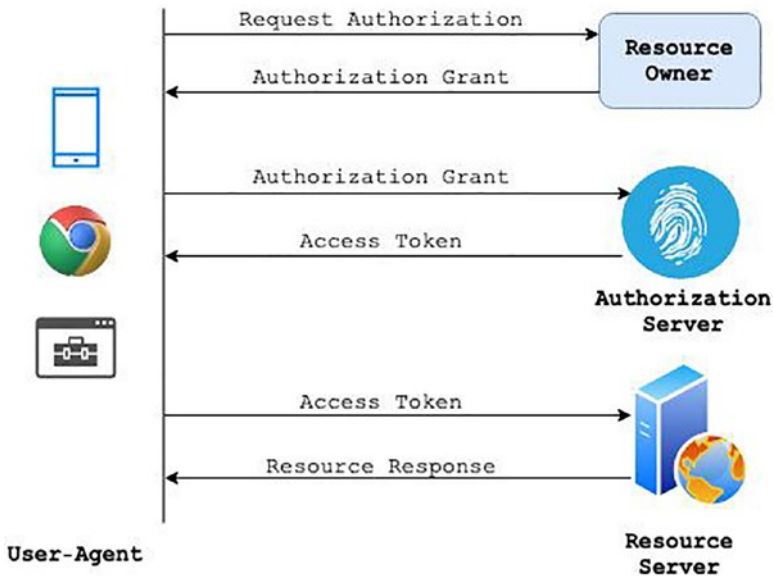 Request Authorization
Resource
Owner
Authorization Grant
Authorization Grant
Access Token
Authorization
Server
Access Token
Resource Response
User-Agent
Resource
Server